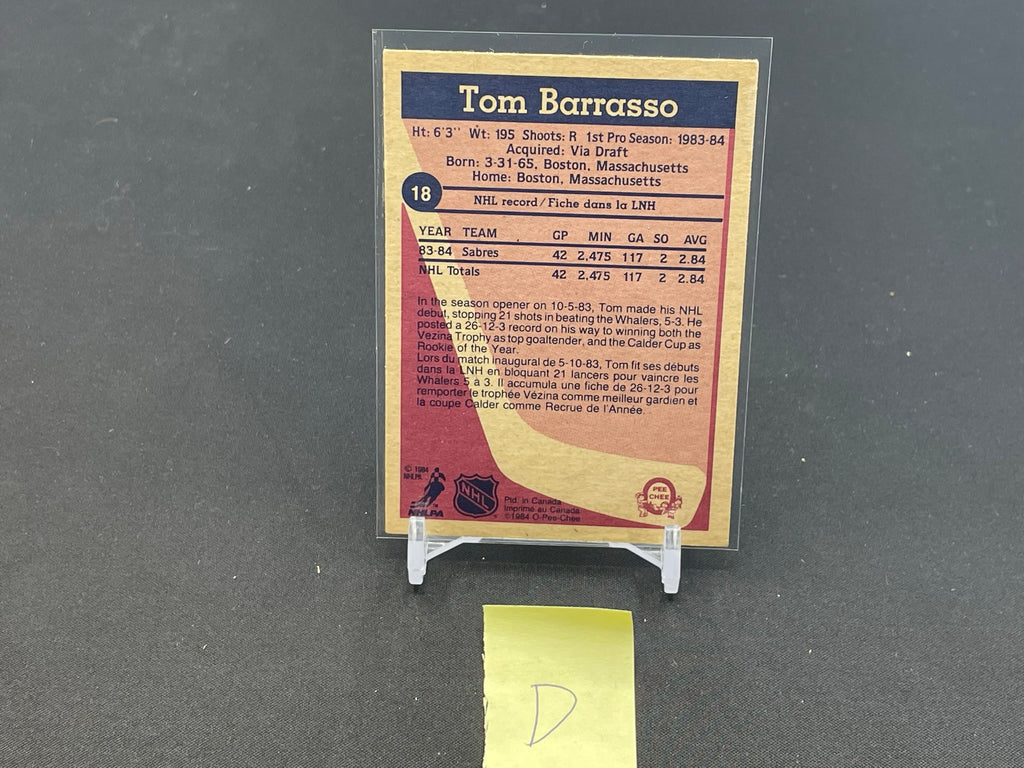 Tom Barrasso
Ht: 6'3'' Wt: 195 Shoots: R 1st Pro Season: 1983-84
Acquired: Via Draft
Born: 3-31-65, Boston, Massachusetts
Home: Boston, Massachusetts
18
NHL record/Fiche dans la LNH
YEAR TEAM GP MIN GA SO AVG
83-84 Sabres 42 2,475 117 2 2.84
NHL Totals 42 2,475 117 2 2.84
In the season opener on 10-5-83, Tom made his NHL
debut, stopping 21 shots in beating the Whalers, 5-3. He
posted a 26-12-3 record on his way to winning both the
Vezina Trophy as top goaltender, and the Calder Cup as
Rookie of the Year.
Lors du match inaugural de 5-10-83, Tom fit ses débuts
dans la LNH en bloquant 21 lancers pour vaincre les
Whalers 5 à 3. Il accumula une fiche de 26-12-3 pour
remporter le trophée Vézina comme meilleur gardien et
la coupe Calder comme Recrue de l'Année.
© 1984
NHLPA
NHLPA
NHL
Ptd. in Canada
Imprimé au Canada
©1984 O-Pee-Chee
PEE
CHEE
D